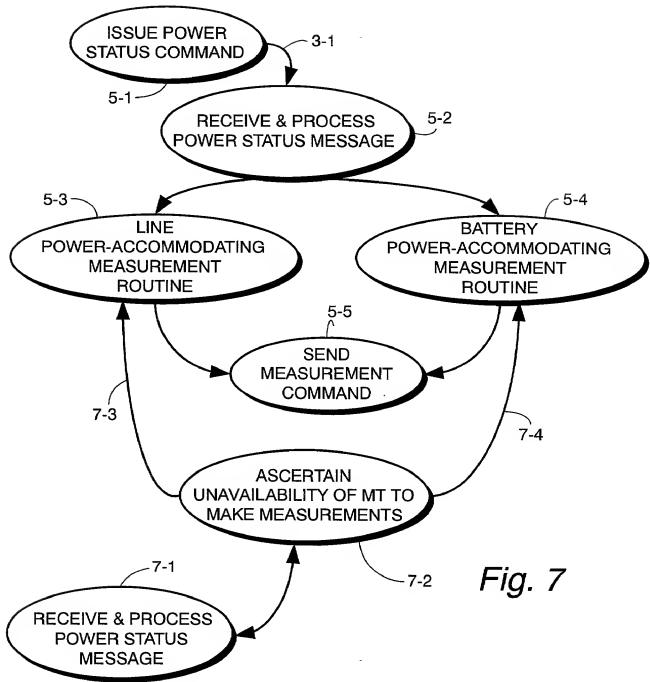 ISSUE POWER
STATUS COMMAND
3-1
5-1
RECEIVE & PROCESS
POWER STATUS MESSAGE
5-2
5-3
LINE
POWER-ACCOMMODATING
MEASUREMENT
ROUTINE
5-4
BATTERY
POWER-ACCOMMODATING
MEASUREMENT
ROUTINE
5-5
SEND
MEASUREMENT
COMMAND
7-3
7-4
ASCERTAIN
UNAVAILABILITY OF MT TO
MAKE MEASUREMENTS
7-2
7-1
RECEIVE & PROCESS
POWER STATUS
MESSAGE
Fig. 7